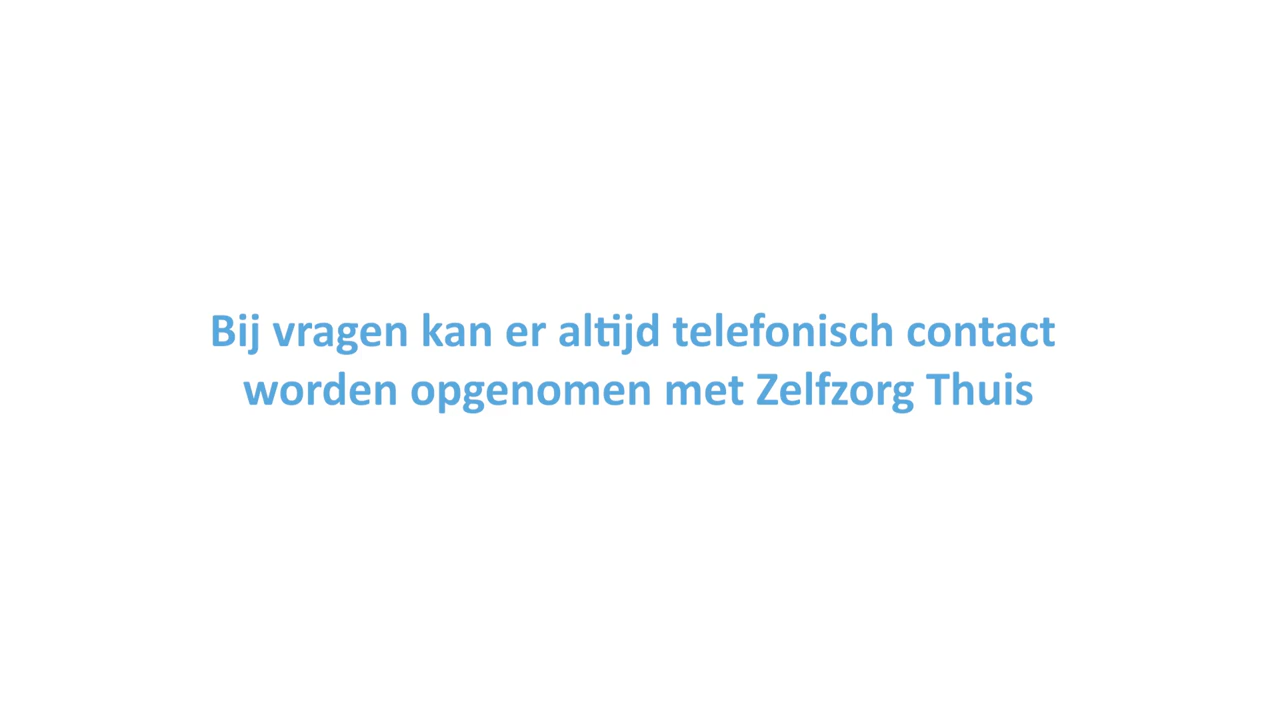 Bij vragen kan er altijd telefonisch contact
worden opgenomen met Zelfzorg Thuis